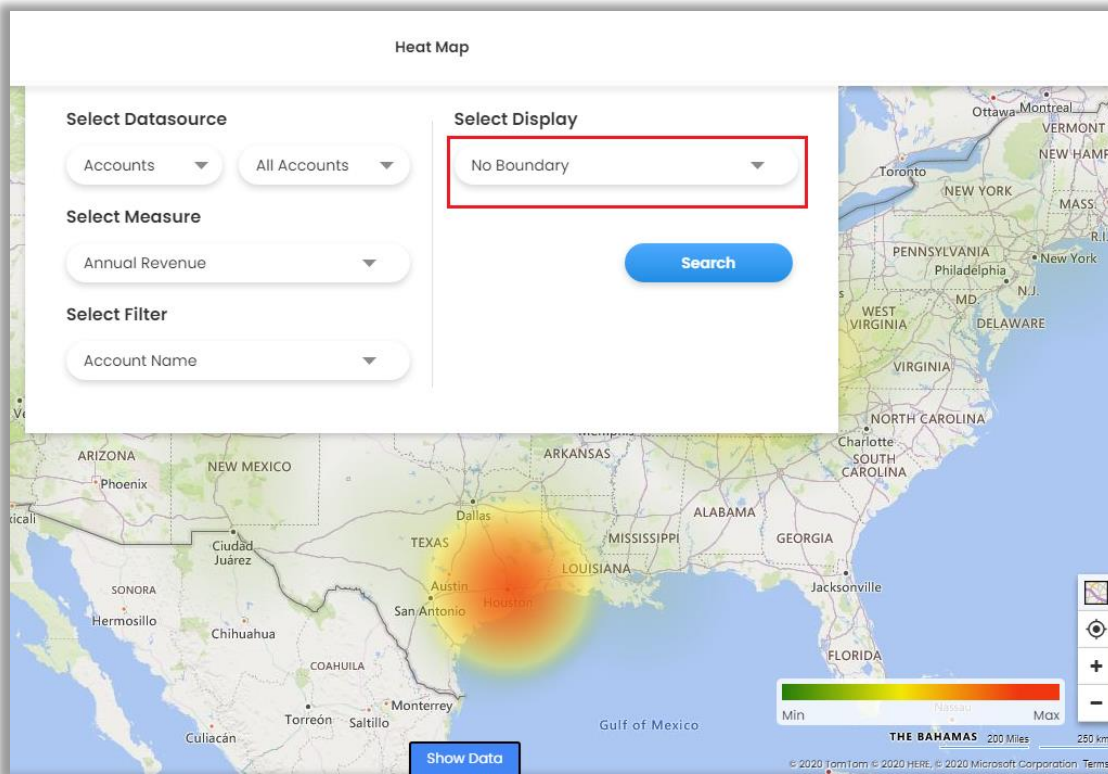 Heat Map
Select Datasource
Accounts
All Accounts
Select Measure
Annual Revenue
Select Filter
Account Name
Select Display
No Boundary
Search
Ottawa
Montreal
VERMONT
Toronto
NEW YORK
MASS.
R.I.
PENNSYLVANIA
New York
Philadelphia
N.J.
MD.
WEST
VIRGINIA
DELAWARE
VIRGINIA
NORTH CAROLINA
Charlotte
SOUTH
CAROLINA
ARIZONA
Phoenix
NEW MEXICO
ARKANSAS
Dallas
ALABAMA
TEXAS
MISSISSIPPI
GEORGIA
Ciudad
Juárez
LOUISIANA
Austin
Houston
San Antonio
Jacksonville
SONORA
Hermosillo
Chihuahua
COAHUILA
FLORIDA
Monterrey
Torreón
Saltillo
Culiacán
Gulf of Mexico
Min
Max
Nassau
THE BAHAMAS
200 Miles
250 km
Show Data
© 2020 TomTom © 2020 HERE, © 2020 Microsoft Corporation Terms